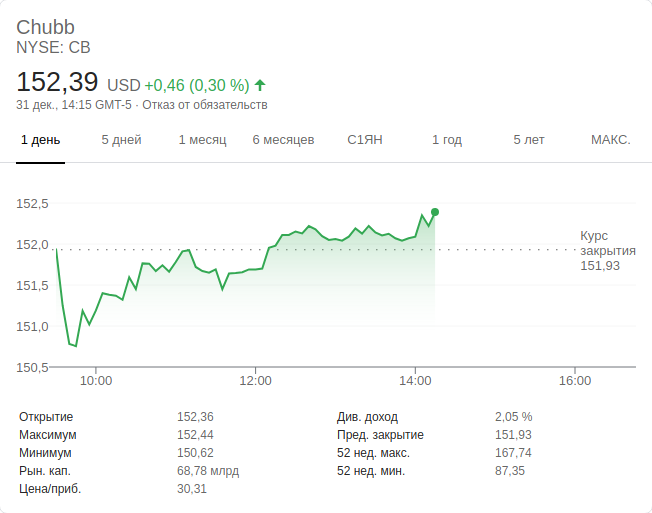 Chubb
NYSE: CB
152,39 USD +0,46 (0,30 %)
31 дек., 14:15 GMT-5 · Отказ от обязательств
1 день 5 дней 1 месяц 6 месяцев С1ЯН 1 год 5 лет МАКС.
152,5
152,0
151,5
151,0
150,5
Курс
закрытия
151,93
10:00 12:00 14:00 16:00
Открытие 152,36 Див. доход 2,05 %
Максимум 152,44 Пред. закрытие 151,93
Минимум 150,62 52 нед. макс. 167,74
Рын. кап. 68,78 млрд 52 нед. мин. 87,35
Цена/приб. 30,31